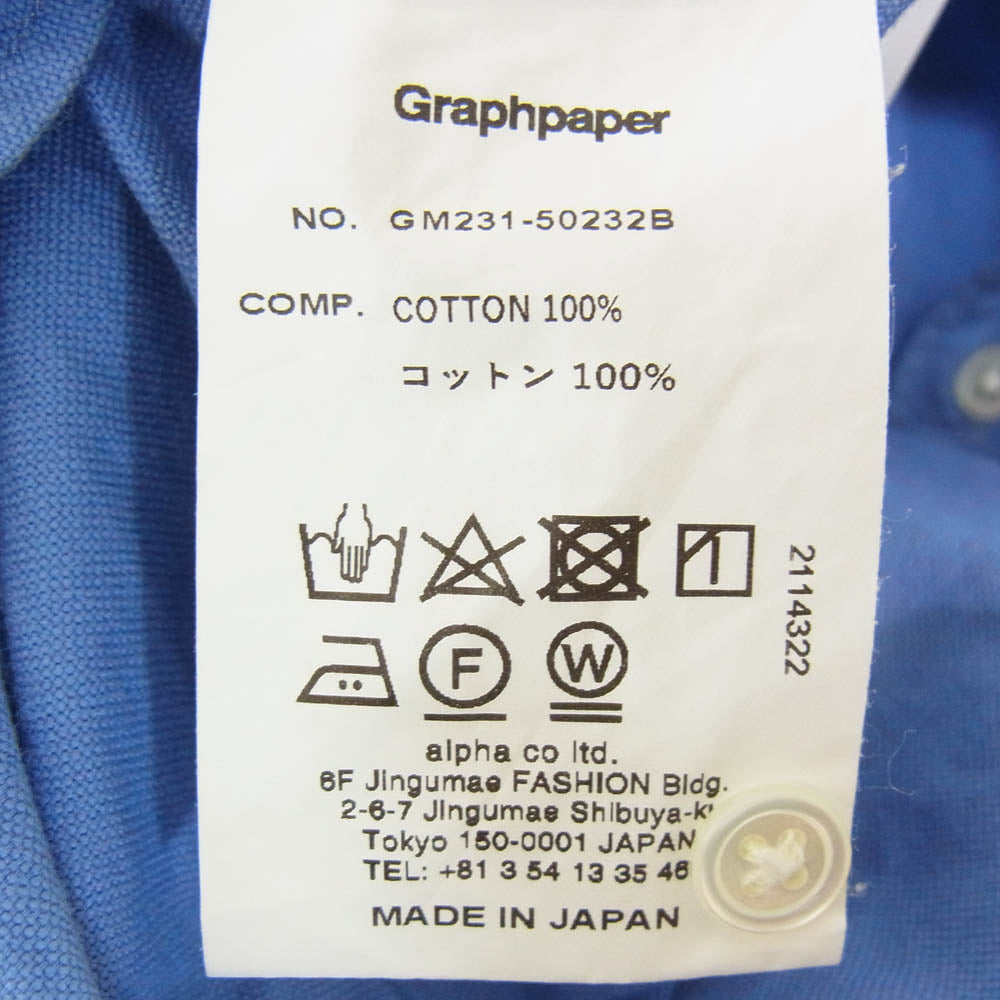 Graphpaper
NO. GM231-50232B
COMP. COTTON 100%
コットン 100%
2114322
F W
alpha co ltd.
6F Jingumae FASHION Bldg.
2-6-7 Jingumae Shibuya-k
Tokyo 150-0001 JAPAN
TEL: +81 3 54 13 35 46
MADE IN JAPAN